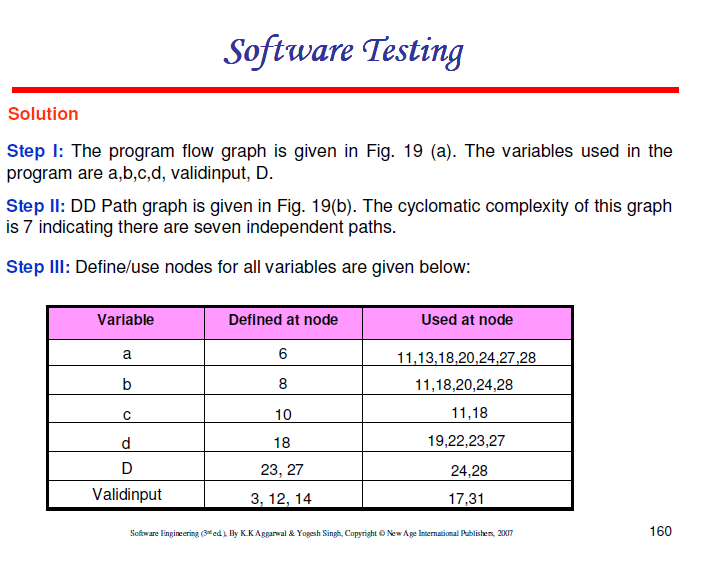 Software Testing
Solution
Step I: The program flow graph is given in Fig. 19 (a). The variables used in the
program are a,b,c,d, validinput, D.
Step II: DD Path graph is given in Fig. 19(b). The cyclomatic complexity of this graph
is 7 indicating there are seven independent paths.
Step III: Define/use nodes for all variables are given below:
Variable Defined at node Used at node
a 6 11,13,18,20,24,27,28
b 8 11,18,20,24,28
c 10 11,18
d 18 19,22,23,27
D 23, 27 24,28
Validinput 3, 12, 14 17,31
Software Engineering (3rd ed.), By K.K Aggarwal & Yogesh Singh, Copyright © New Age International Publishers, 2007
160